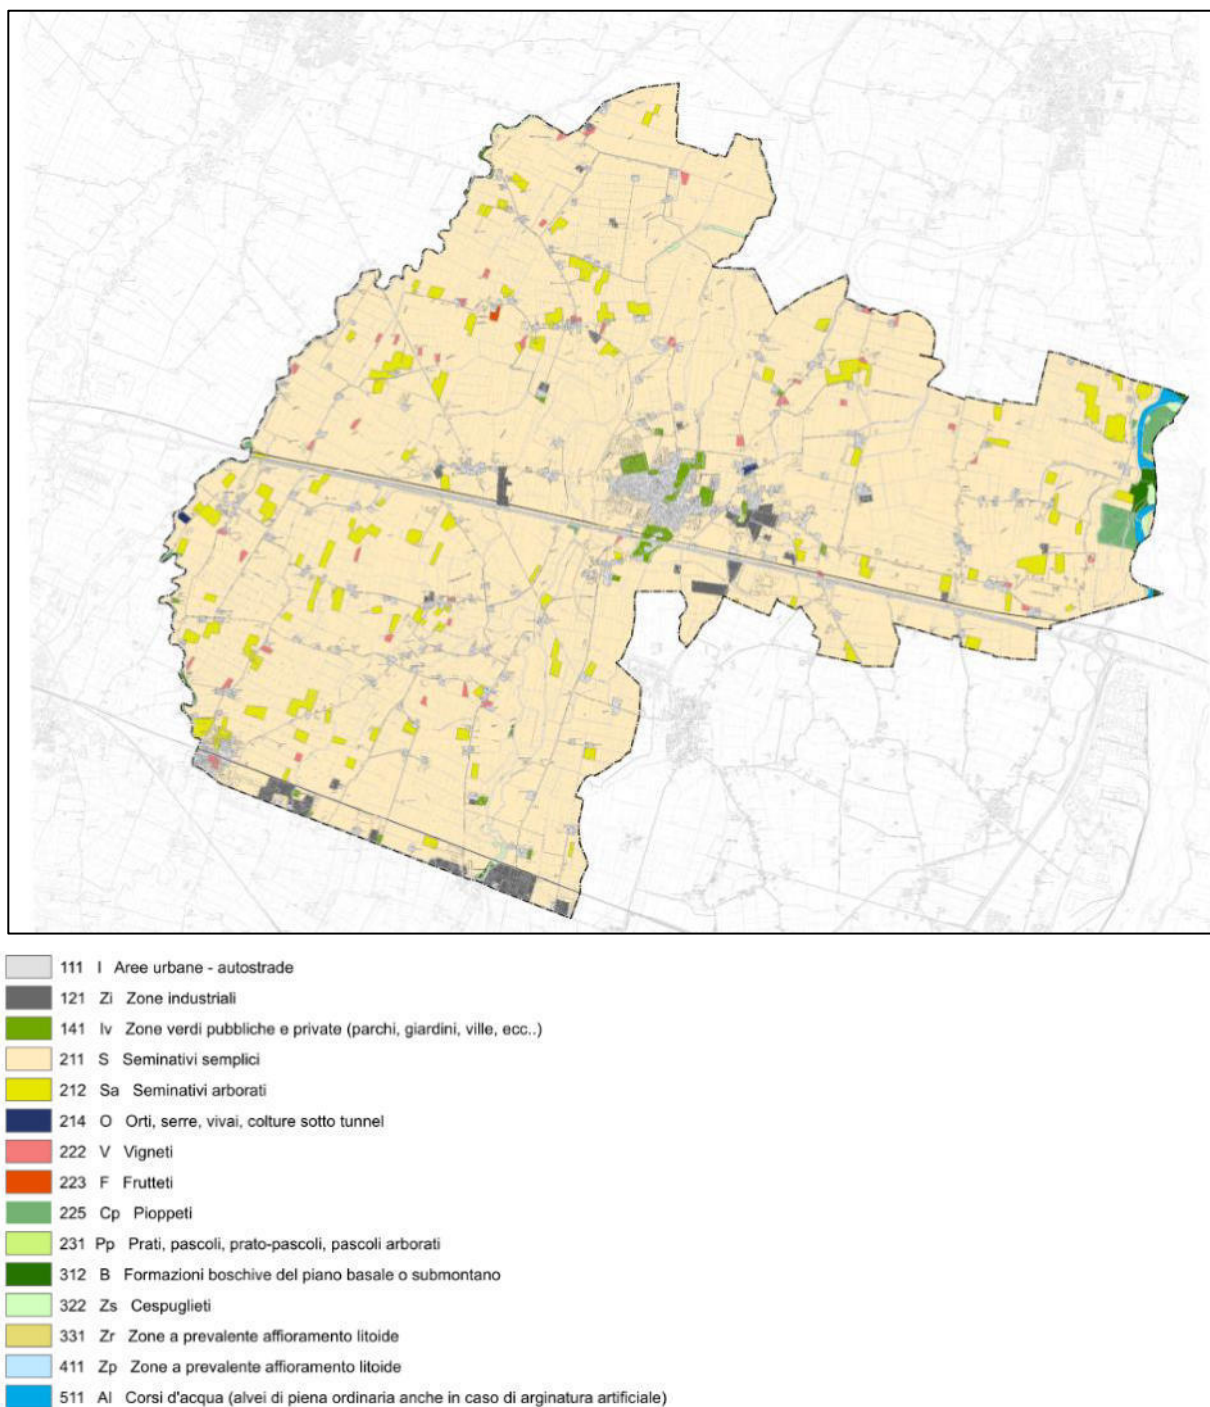 111 I Aree urbane - autostrade
121 Zi Zone industriali
141 Iv Zone verdi pubbliche e private (parchi, giardini, ville, ecc..)
211 S Seminativi semplici
212 Sa Seminativi arborati
214 O Orti, serre, vivai, colture sotto tunnel
222 V Vigneti
223 F Frutteti
225 Cp Pioppeti
231 Pp Prati, pascoli, prato-pascoli, pascoli arborati
312 B Formazioni boschive del piano basale o submontano
322 Zs Cespuglieti
331 Zr Zone a prevalente affioramento litoide
411 Zp Zone a prevalente affioramento litoide
511 Al Corsi d'acqua (alvei di piena ordinaria anche in caso di arginatura artificiale)